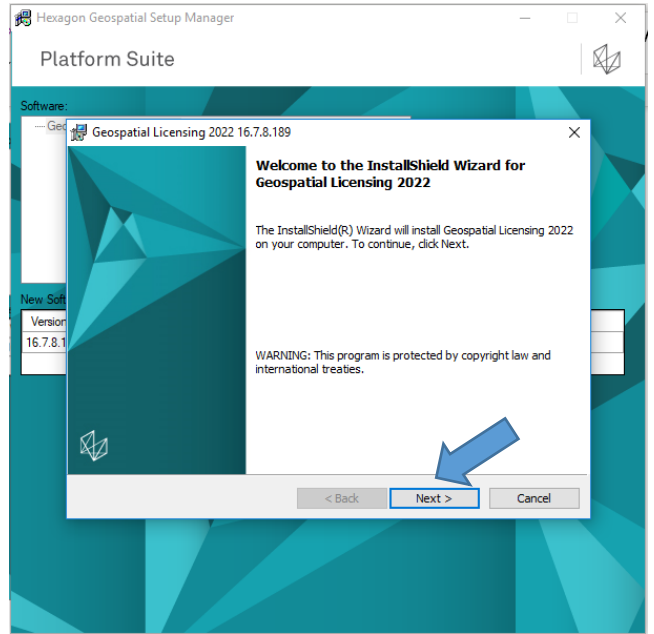 Hexagon Geospatial Setup Manager
Platform Suite
Software:
Geo
Geospatial Licensing 2022 16.7.8.189
Welcome to the InstallShield Wizard for
Geospatial Licensing 2022
The InstallShield(R) Wizard will install Geospatial Licensing 2022
on your computer. To continue, click Next.
New Soft
Version
16.7.8.1
WARNING: This program is protected by copyright law and
international treaties.
< Back Next > Cancel